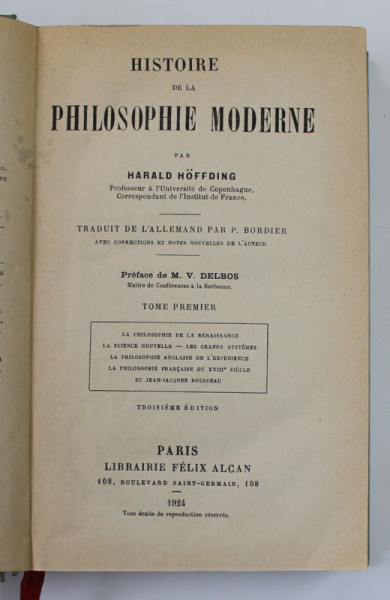 HISTOIRE
DE LA
PHILOSOPHIE MODERNE
PAR
HARALD HÖFFDING
Professeur à l'Université de Copenhague,
Correspondant de l'Institut de France.
TRADUIT DE L'ALLEMAND PAR P. BORDIER
AVEC CORRECTIONS ET NOTES NOUVELLES DE L'AUTEUR
Préface de M. V. DELBOS
Maître de Conférences à la Sorbonne.
TOME PREMIER
LA PHILOSOPHIE DE LA RENAISSANCE
LA SCIENCE NOUVELLE — LES GRANDS SYSTÈMES
LA PHILOSOPHIE ANGLAISE DE L'EXPÉRIENCE
LA PHILOSOPHIE FRANÇAISE DU XVIIIe SIÈCLE
ET JEAN-JACQUES ROUSSEAU
TROISIÈME ÉDITION
PARIS
LIBRAIRIE FÉLIX ALCAN
108, BOULEVARD SAINT-GERMAIN, 108
1924
Tous droits de reproduction réservés.